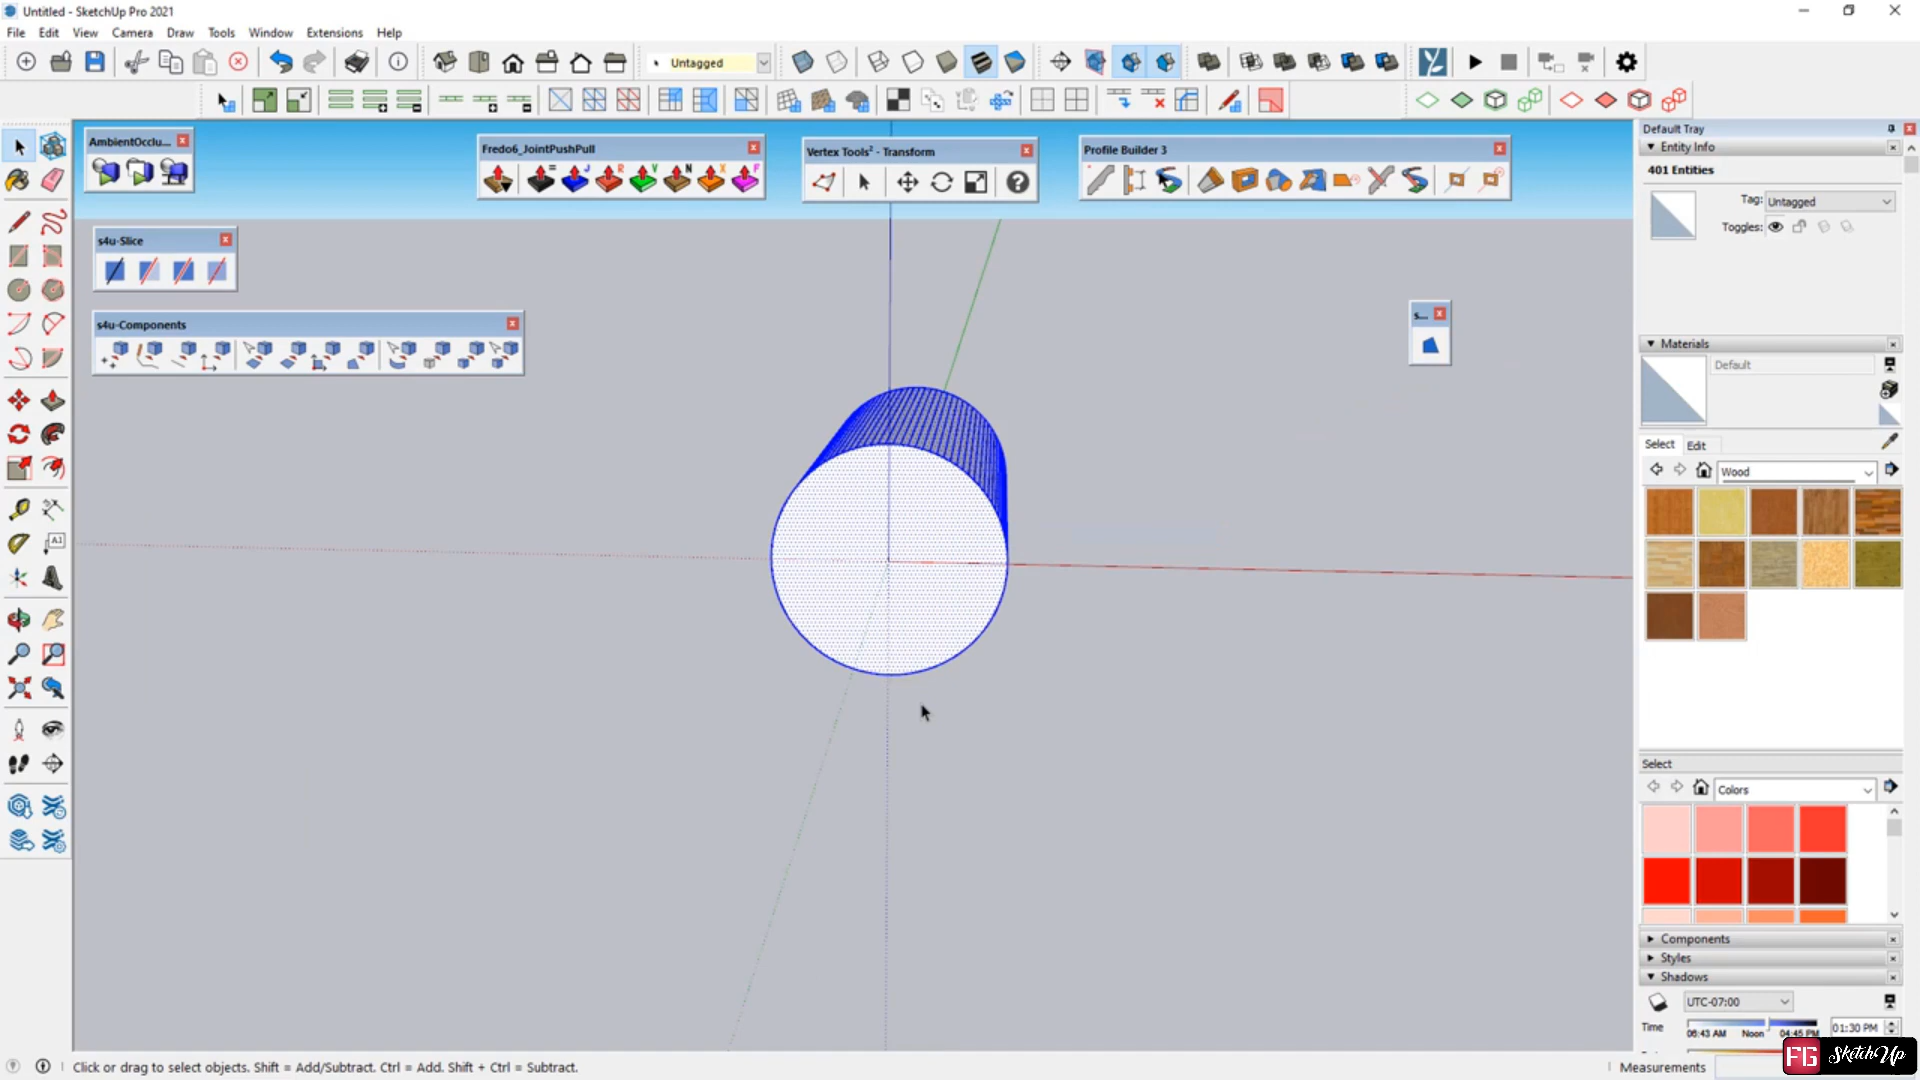 Untitled - SketchUp Pro 2021
File Edit View Camera Draw Tools Window Extensions Help
Untagged
AmbientOcclu...
Fredo6_JointPushPull
Vertex Tools² - Transform
Profile Builder 3
s4u-Slice
s4u-Components
s...
Default Tray
Entity Info
401 Entities
Tag: Untagged
Toggles:
Materials
Default
Select Edit
Wood
Select
Colors
Components
Styles
Shadows
UTC-07:00
Time 06:43 AM Noon 04:45 PM 01:30 PM
Click or drag to select objects. Shift = Add/Subtract. Ctrl = Add. Shift + Ctrl = Subtract.
Measurements
FG SketchUp